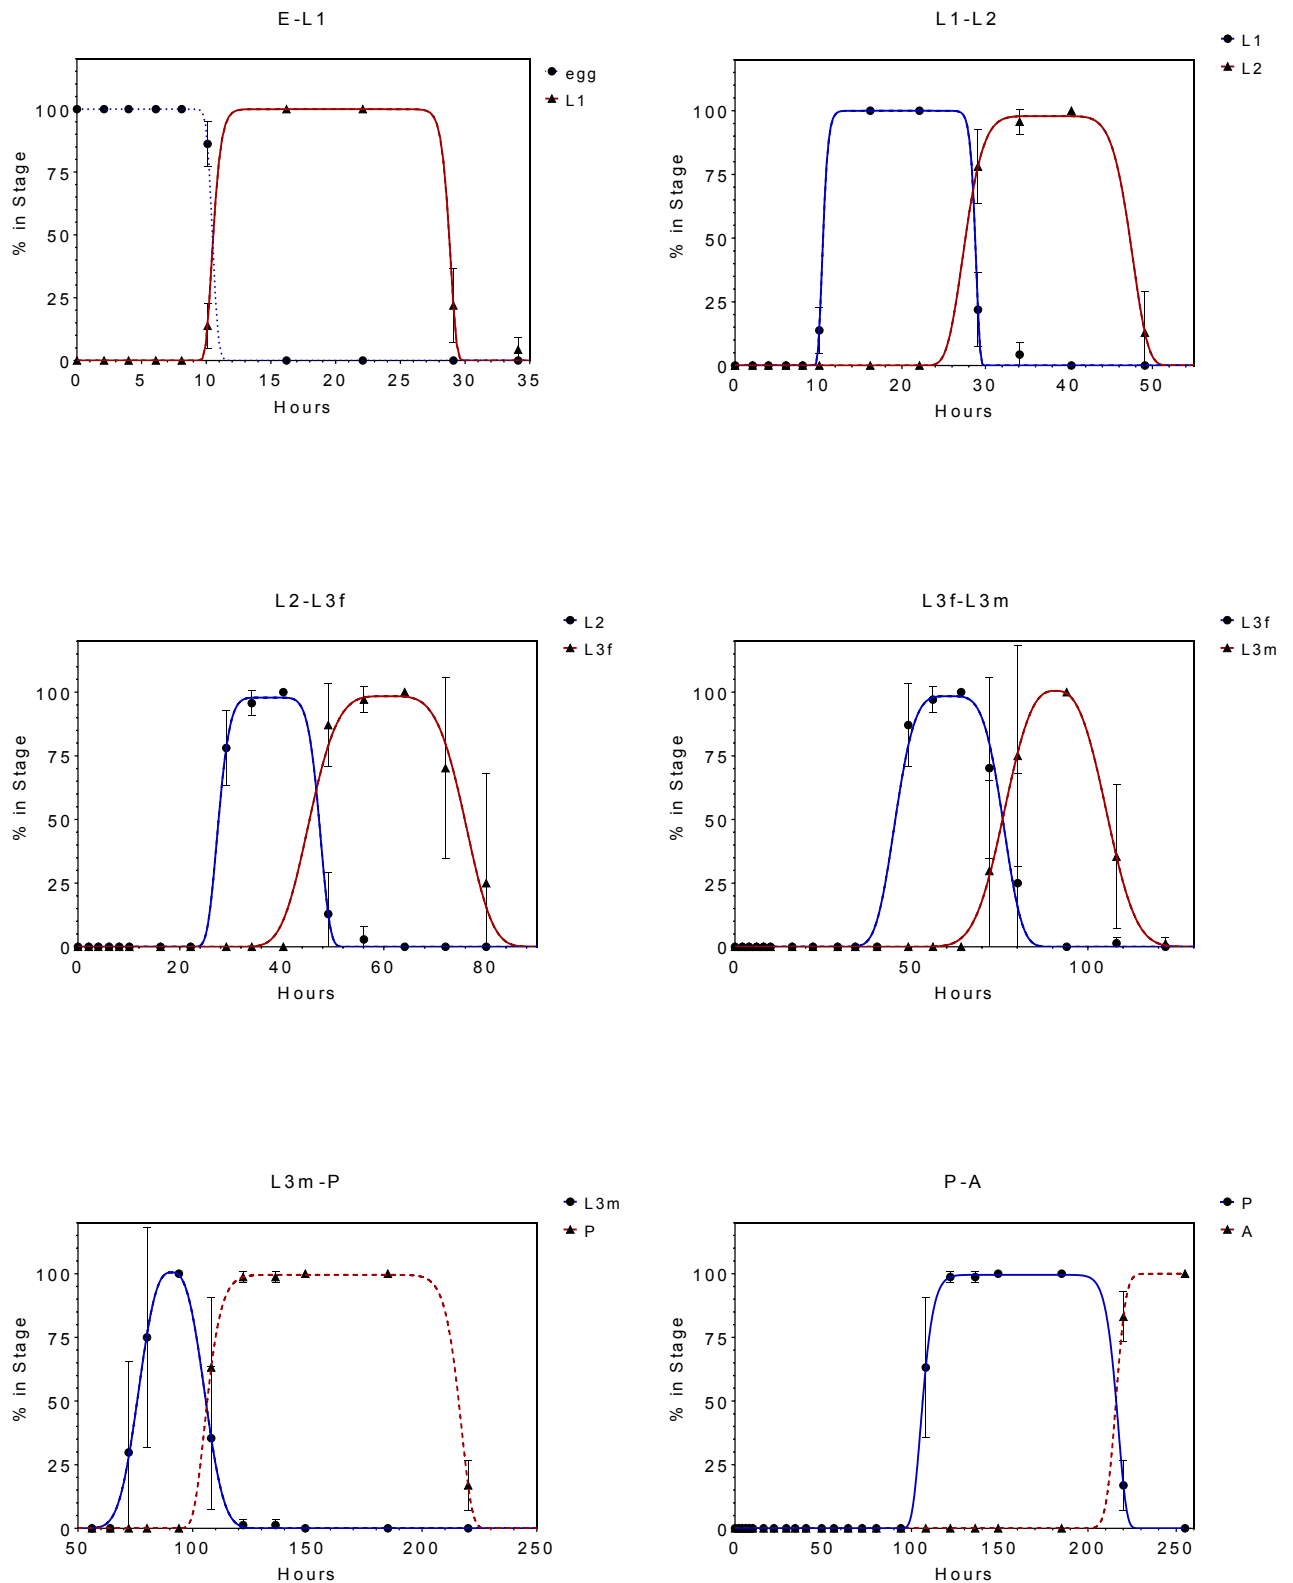 E-L1
egg
L1
% in Stage
100
75
50
25
0
0 5 10 15 20 25 30 35
Hours
L1-L2
L1
L2
% in Stage
100
75
50
25
0
0 10 20 30 40 50
Hours
L2-L3f
L2
L3f
% in Stage
100
75
50
25
0
0 20 40 60 80
Hours
L3f-L3m
L3f
L3m
% in Stage
100
75
50
25
0
0 50 100
Hours
L3m-P
L3m
P
% in Stage
100
75
50
25
0
50 100 150 200 250
Hours
P-A
P
A
% in Stage
100
75
50
25
0
0 50 100 150 200 250
Hours